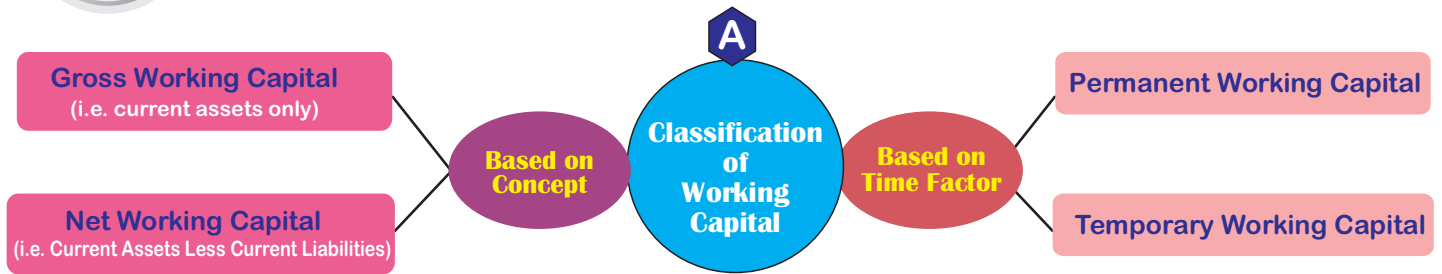 A
Classification
of
Working
Capital
Based on
Concept
Gross Working Capital
(i.e. current assets only)
Net Working Capital
(i.e. Current Assets Less Current Liabilities)
Based on
Time Factor
Permanent Working Capital
Temporary Working Capital